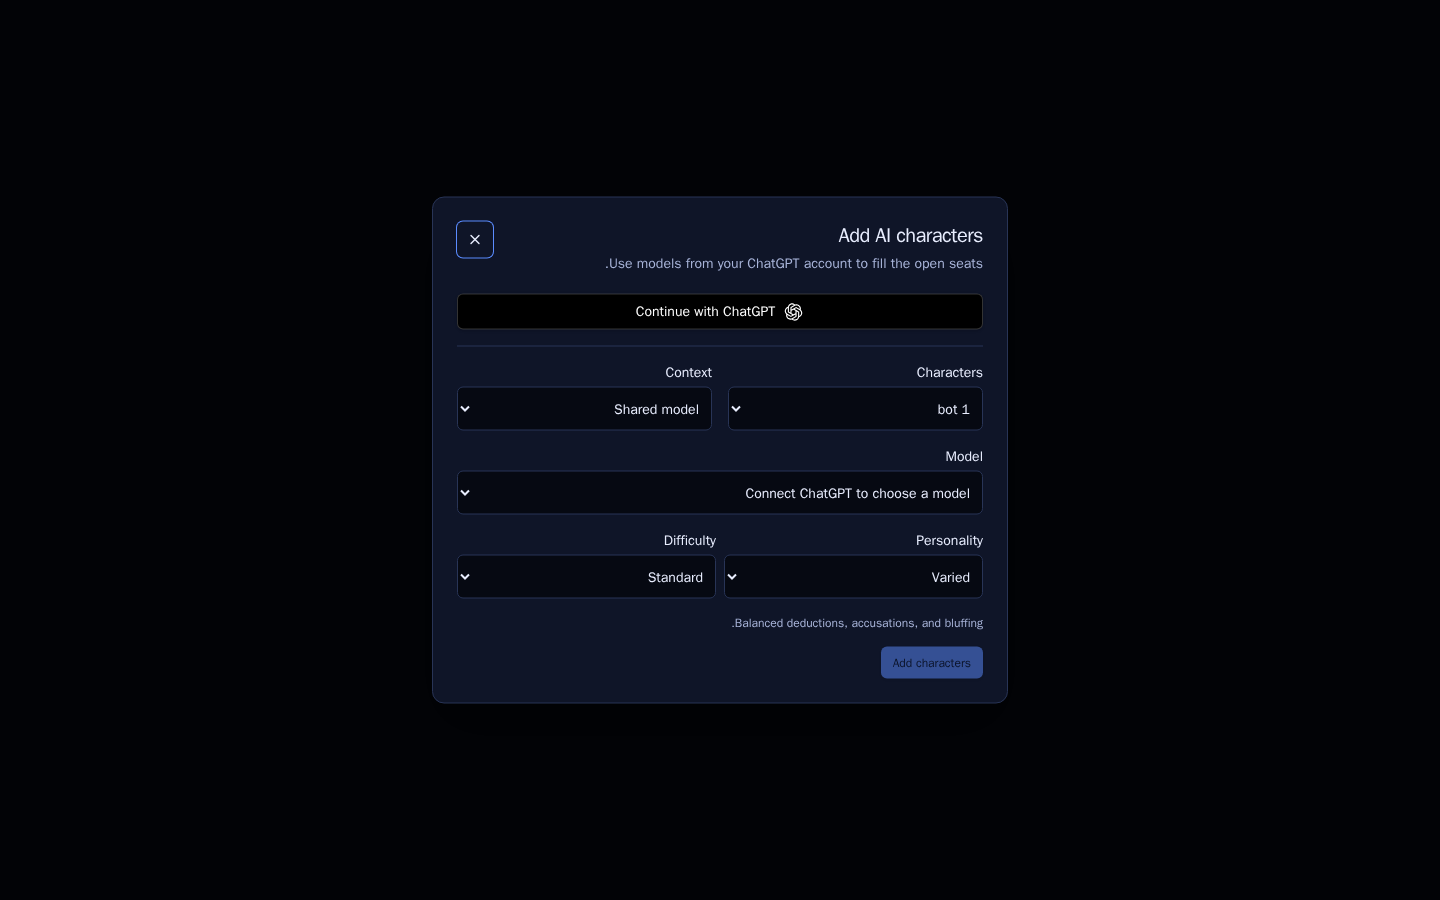 Add AI characters
.Use models from your ChatGPT account to fill the open seats
Continue with ChatGPT
Characters
bot 1
Context
Shared model
Model
Connect ChatGPT to choose a model
Personality
Varied
Difficulty
Standard
.Balanced deductions, accusations, and bluffing
Add characters